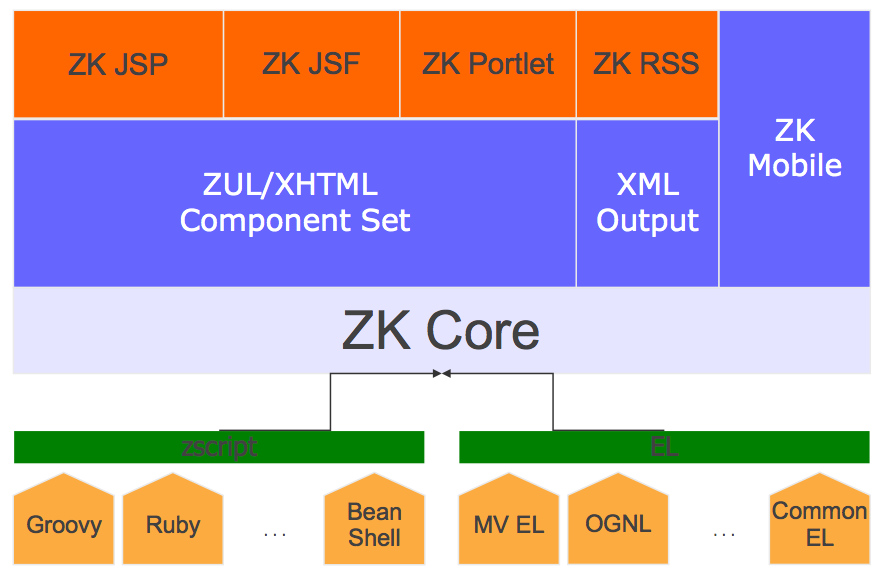 ZK JSP
ZK JSF
ZK Portlet
ZK RSS
ZK
Mobile
ZUL/XHTML
Component Set
XML
Output
ZK Core
zscript
EL
Groovy
Ruby
...
Bean
Shell
MV EL
OGNL
...
Common
EL